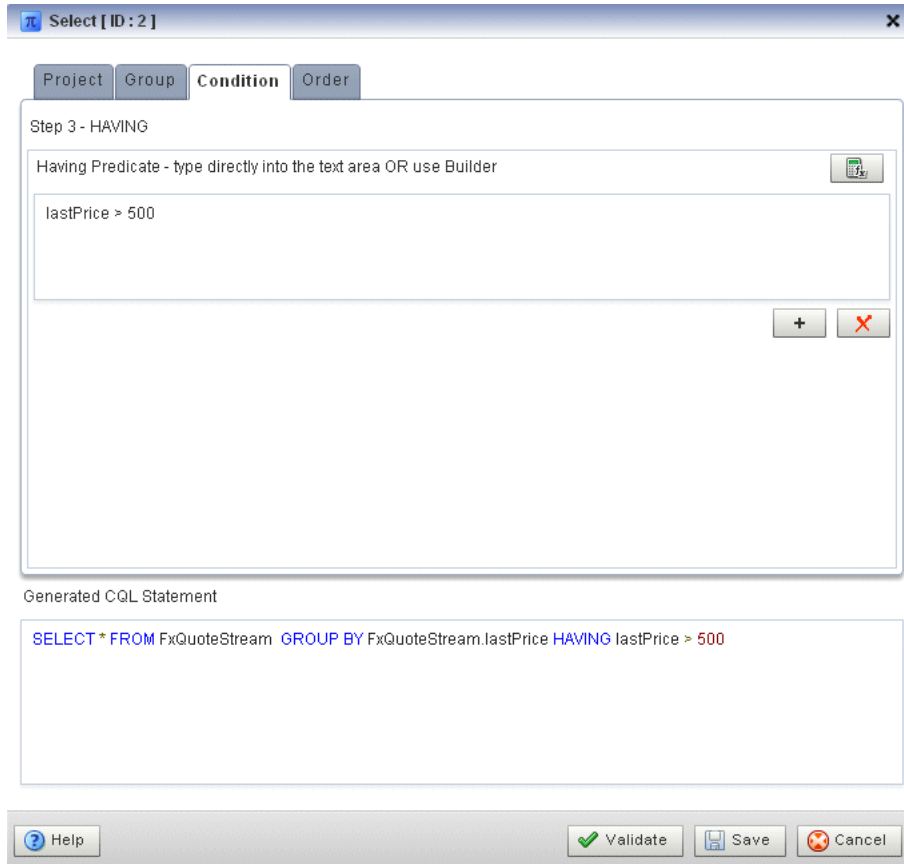 π Select [ ID : 2 ]
Project Group Condition Order
Step 3 - HAVING
Having Predicate - type directly into the text area OR use Builder
fx
lastPrice > 500
+
Generated CQL Statement
SELECT * FROM FxQuoteStream GROUP BY FxQuoteStream.lastPrice HAVING lastPrice > 500
? Help Validate Save Cancel